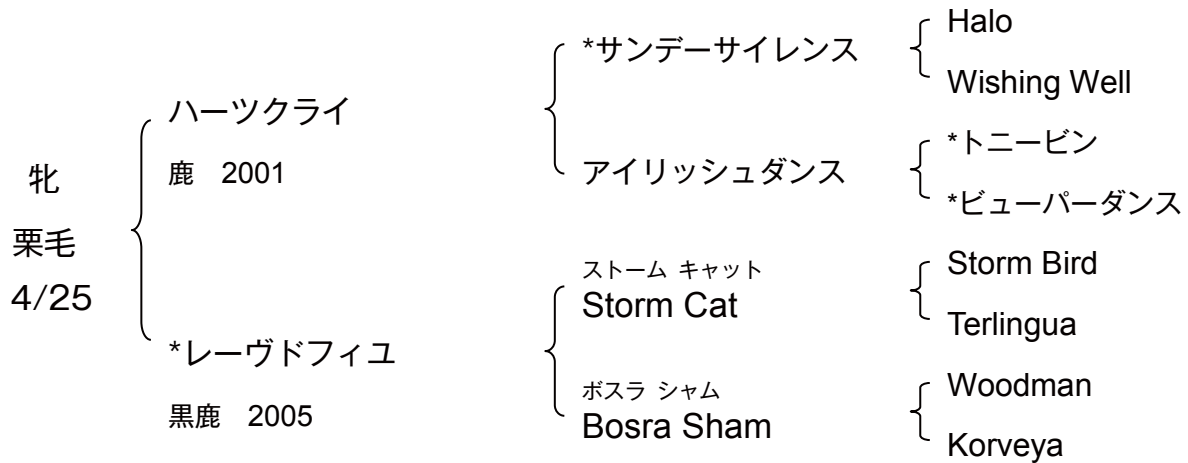 牝
栗毛
4/25
ハーツクライ
鹿 2001
*レーヴドフィユ
黒鹿 2005
*サンデーサイレンス
アイリッシュダンス
ストーム キャット
Storm Cat
ボスラ シャム
Bosra Sham
Halo
Wishing Well
*トニービン
*ビューパーダンス
Storm Bird
Terlingua
Woodman
Korveya